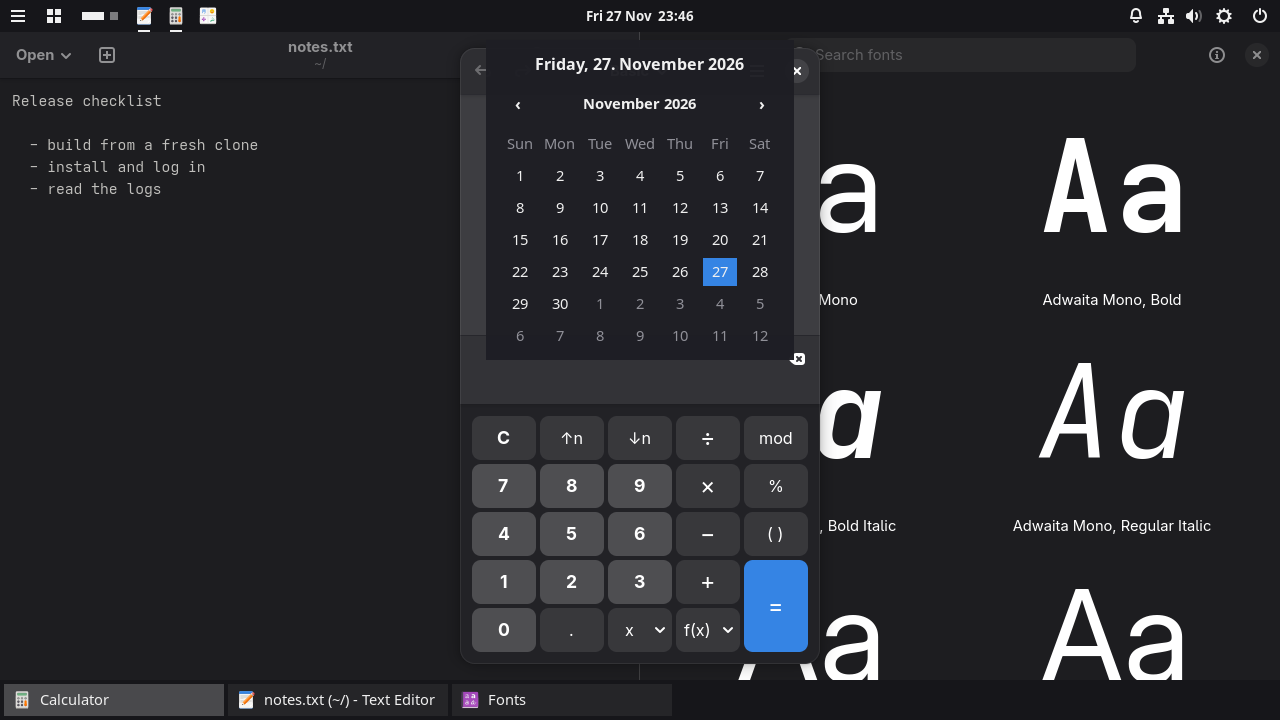 Fri 27 Nov 23:46
Open
notes.txt
~/
Release checklist
- build from a fresh clone
- install and log in
- read the logs
Friday, 27. November 2026
‹ November 2026 ›
Sun Mon Tue Wed Thu Fri Sat
1 2 3 4 5 6 7
8 9 10 11 12 13 14
15 16 17 18 19 20 21
22 23 24 25 26 27 28
29 30 1 2 3 4 5
6 7 8 9 10 11 12
C ↑n ↓n ÷ mod
7 8 9 × %
4 5 6 − ( )
1 2 3 + =
0 . x f(x)
Search fonts
a Aa
Mono
Adwaita Mono, Bold
a Aa
, Bold Italic
Adwaita Mono, Regular Italic
Aa Aa
Calculator
notes.txt (~/) - Text Editor
Fonts